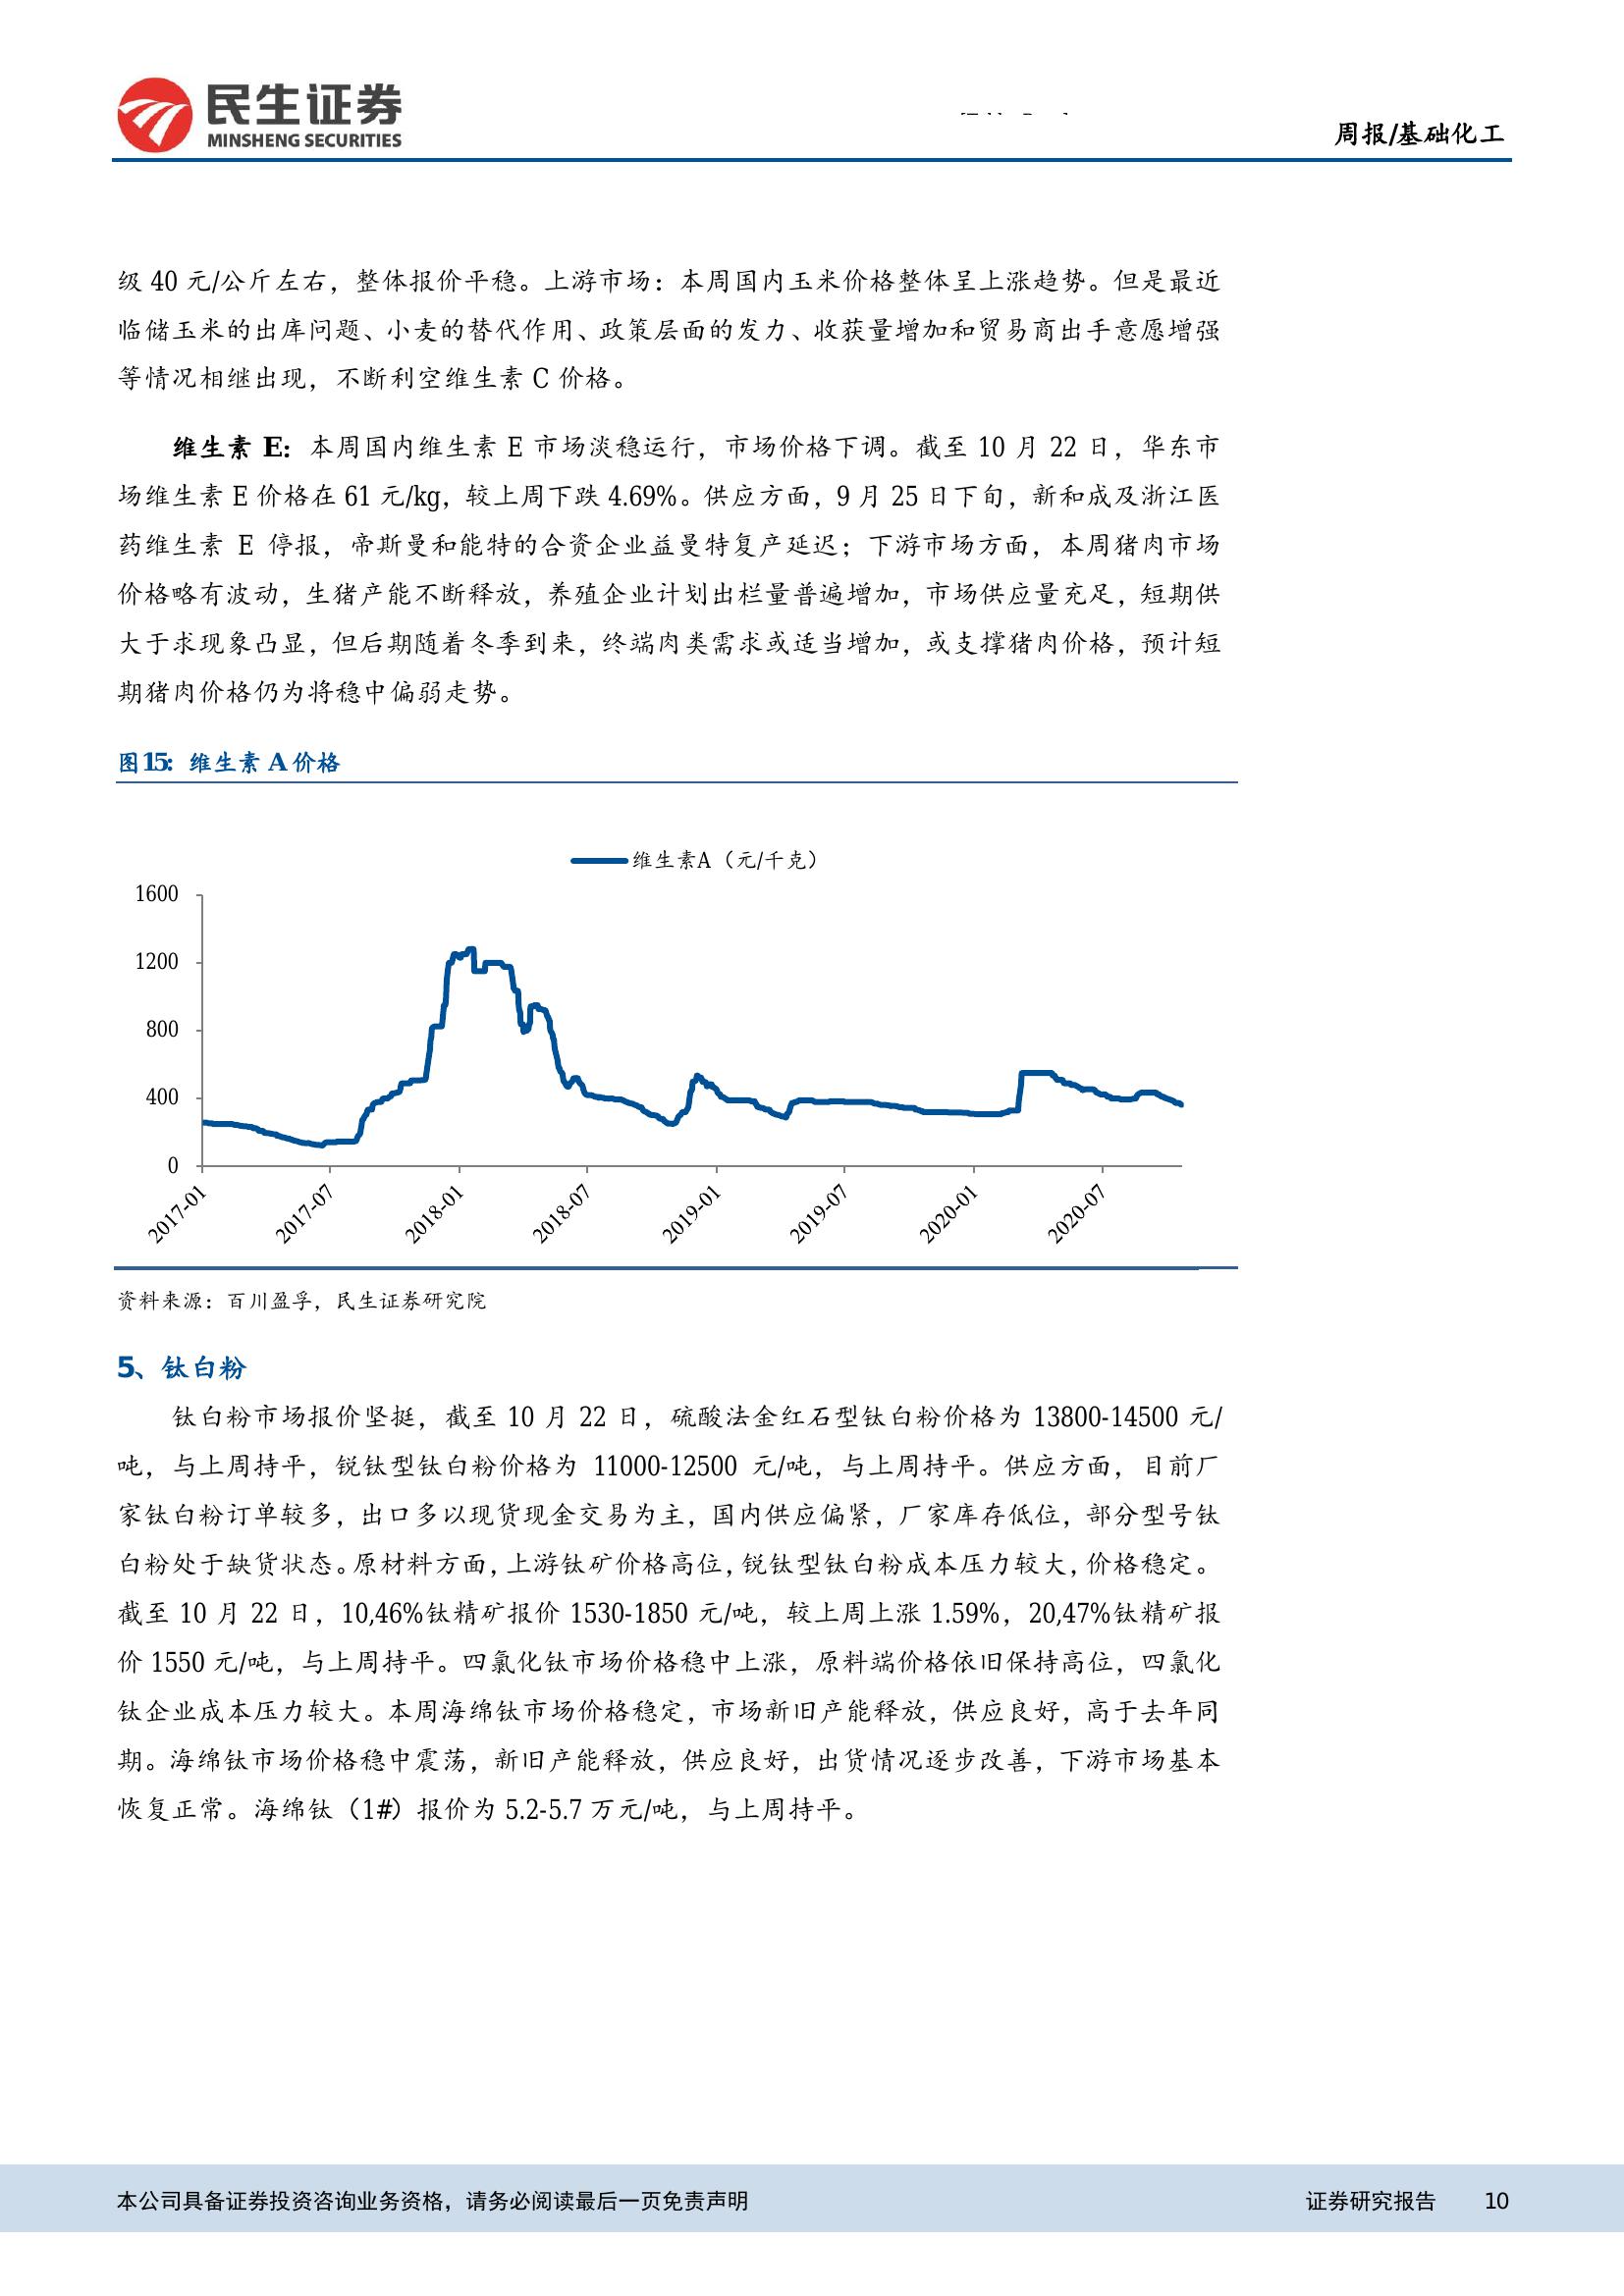 民生证券
MINSHENG SECURITIES
周报/基础化工
级 40 元/公斤左右，整体报价平稳。上游市场：本周国内玉米价格整体呈上涨趋势。但是最近
临储玉米的出库问题、小麦的替代作用、政策层面的发力、收获量增加和贸易商出手意愿增强
等情况相继出现，不断利空维生素 C 价格。
维生素 E：本周国内维生素 E 市场淡稳运行，市场价格下调。截至 10 月 22 日，华东市
场维生素 E 价格在 61 元/kg，较上周下跌 4.69%。供应方面，9 月 25 日下旬，新和成及浙江医
药维生素 E 停报，帝斯曼和能特的合资企业益曼特复产延迟；下游市场方面，本周猪肉市场
价格略有波动，生猪产能不断释放，养殖企业计划出栏量普遍增加，市场供应量充足，短期供
大于求现象凸显，但后期随着冬季到来，终端肉类需求或适当增加，或支撑猪肉价格，预计短
期猪肉价格仍为将稳中偏弱走势。
图15：维生素 A 价格
维生素A（元/千克）
1600
1200
800
400
0
2017-01
2017-07
2018-01
2018-07
2019-01
2019-07
2020-01
2020-07
资料来源：百川盈孚，民生证券研究院
5、钛白粉
钛白粉市场报价坚挺，截至 10 月 22 日，硫酸法金红石型钛白粉价格为 13800-14500 元/
吨，与上周持平，锐钛型钛白粉价格为 11000-12500 元/吨，与上周持平。供应方面，目前厂
家钛白粉订单较多，出口多以现货现金交易为主，国内供应偏紧，厂家库存低位，部分型号钛
白粉处于缺货状态。原材料方面，上游钛矿价格高位，锐钛型钛白粉成本压力较大，价格稳定。
截至 10 月 22 日，10,46%钛精矿报价 1530-1850 元/吨，较上周上涨 1.59%，20,47%钛精矿报
价 1550 元/吨，与上周持平。四氯化钛市场价格稳中上涨，原料端价格依旧保持高位，四氯化
钛企业成本压力较大。本周海绵钛市场价格稳定，市场新旧产能释放，供应良好，高于去年同
期。海绵钛市场价格稳中震荡，新旧产能释放，供应良好，出货情况逐步改善，下游市场基本
恢复正常。海绵钛（1#）报价为 5.2-5.7 万元/吨，与上周持平。
本公司具备证券投资咨询业务资格，请务必阅读最后一页免责声明
证券研究报告 10